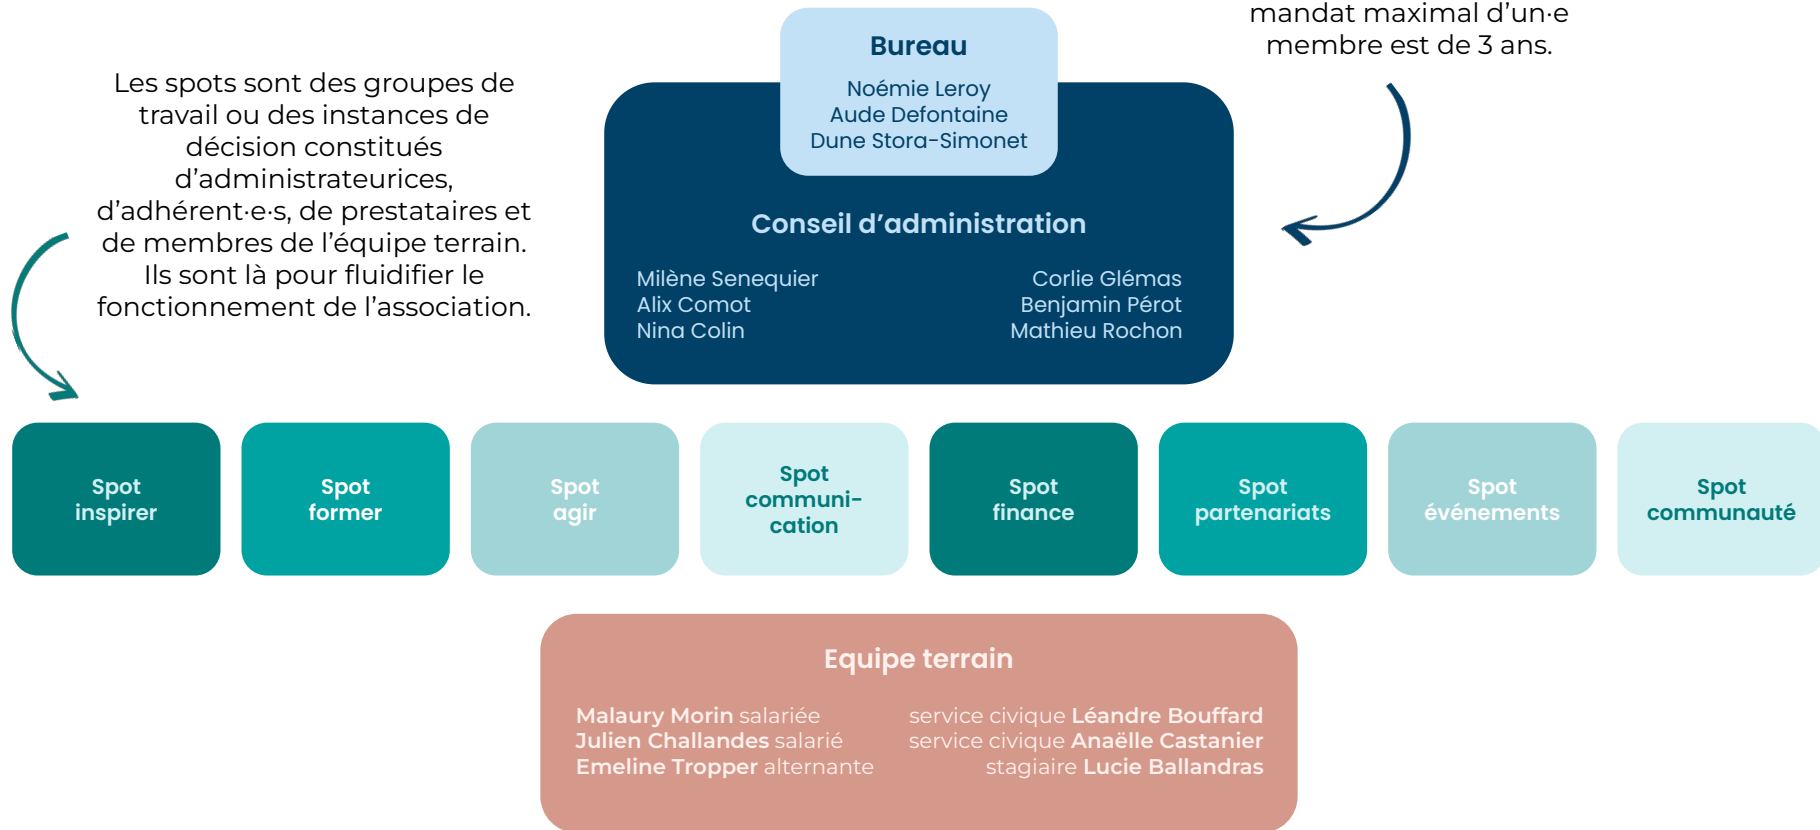 mandat maximal d'un·e
membre est de 3 ans.
Les spots sont des groupes de
travail ou des instances de
décision constitués
d'administrateurices,
d'adhérent·e·s, de prestataires et
de membres de l'équipe terrain.
Ils sont là pour fluidifier le
fonctionnement de l'association.
Bureau
Noémie Leroy
Aude Defontaine
Dune Stora-Simonet
Conseil d'administration
Milène Senequier
Alix Comot
Nina Colin
Corlie Glémas
Benjamin Pérot
Mathieu Rochon
Spot
inspirer
Spot
former
Spot
agir
Spot
communi-
cation
Spot
finance
Spot
partenariats
Spot
événements
Spot
communauté
Equipe terrain
Malaury Morin salariée
Julien Challandes salarié
Emeline Tropper alternante
service civique Léandre Bouffard
service civique Anaëlle Castanier
stagiaire Lucie Ballandras